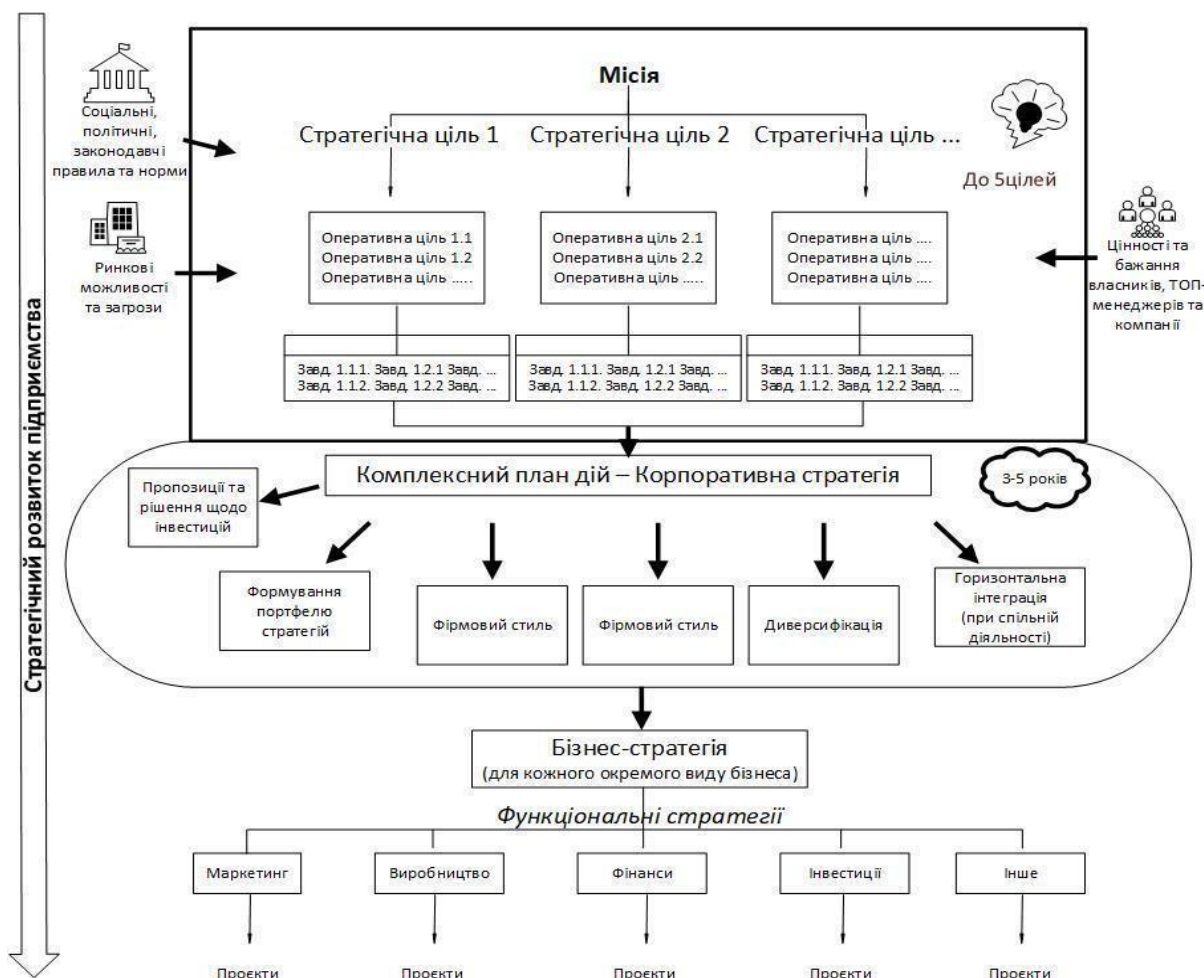 Стратегічний розвиток підприємства
Місія
Соціальні,
політичні,
законодавчі
правила та норми
Стратегічна ціль 1
Стратегічна ціль 2
Стратегічна ціль ...
До 5цілей
Ринкові
можливості
та загрози
Оперативна ціль 1.1
Оперативна ціль 1.2
Оперативна ціль .....
Оперативна ціль 2.1
Оперативна ціль 2.2
Оперативна ціль .....
Оперативна ціль ....
Оперативна ціль ....
Оперативна ціль ....
Цінності та
бажання
власників, ТОП-
менеджерів та
компанії
Завд. 1.1.1. Завд. 1.2.1 Завд. ...
Завд. 1.1.2. Завд. 1.2.2 Завд. ...
Завд. 1.1.1. Завд. 1.2.1 Завд. ...
Завд. 1.1.2. Завд. 1.2.2 Завд. ...
Завд. 1.1.1. Завд. 1.2.1 Завд. ...
Завд. 1.1.2. Завд. 1.2.2 Завд. ...
Комплексний план дій – Корпоративна стратегія
3-5 років
Пропозиції та
рішення щодо
інвестицій
Формування
портфелю
стратегій
Фірмовий стиль
Фірмовий стиль
Диверсифікація
Горизонтальна
інтеграція
(при спільній
діяльності)
Бізнес-стратегія
(для кожного окремого виду бізнеса)
Функціональні стратегії
Маркетинг
Виробництво
Фінанси
Інвестиції
Інше
Проєкти
Проєкти
Проєкти
Проєкти
Проєкти